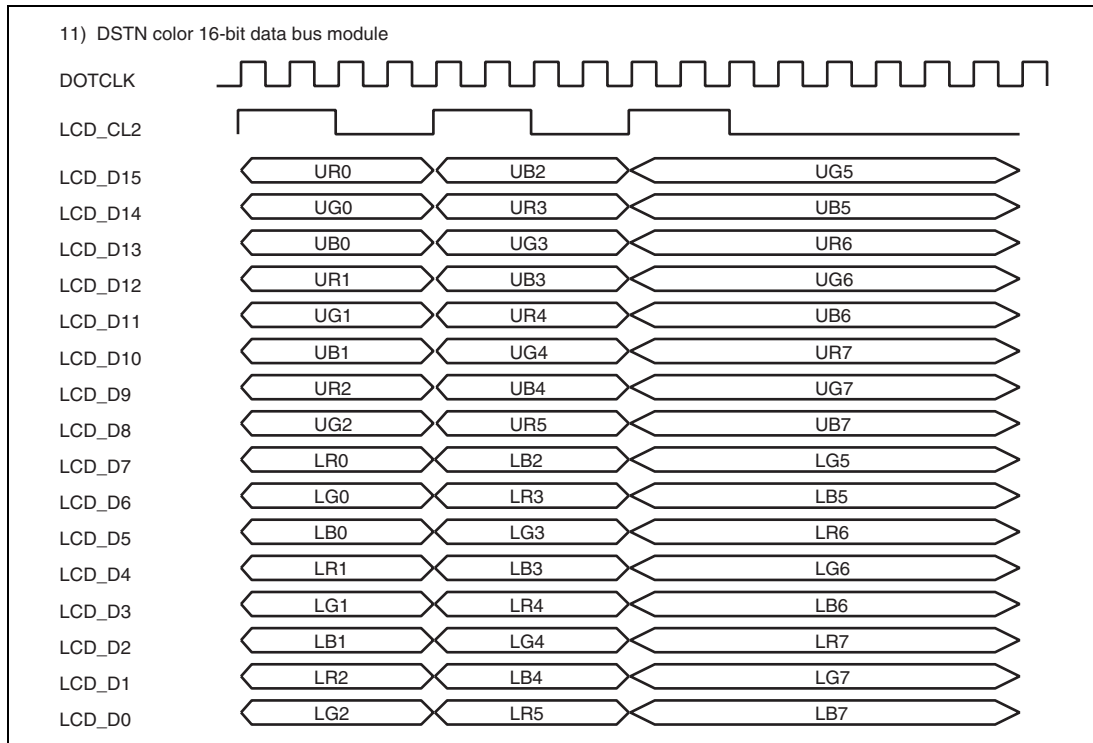 11) DSTN color 16-bit data bus module
DOTCLK
LCD_CL2
LCD_D15 UR0 UB2 UG5
LCD_D14 UG0 UR3 UB5
LCD_D13 UB0 UG3 UR6
LCD_D12 UR1 UB3 UG6
LCD_D11 UG1 UR4 UB6
LCD_D10 UB1 UG4 UR7
LCD_D9 UR2 UB4 UG7
LCD_D8 UG2 UR5 UB7
LCD_D7 LR0 LB2 LG5
LCD_D6 LG0 LR3 LB5
LCD_D5 LB0 LG3 LR6
LCD_D4 LR1 LB3 LG6
LCD_D3 LG1 LR4 LB6
LCD_D2 LB1 LG4 LR7
LCD_D1 LR2 LB4 LG7
LCD_D0 LG2 LR5 LB7